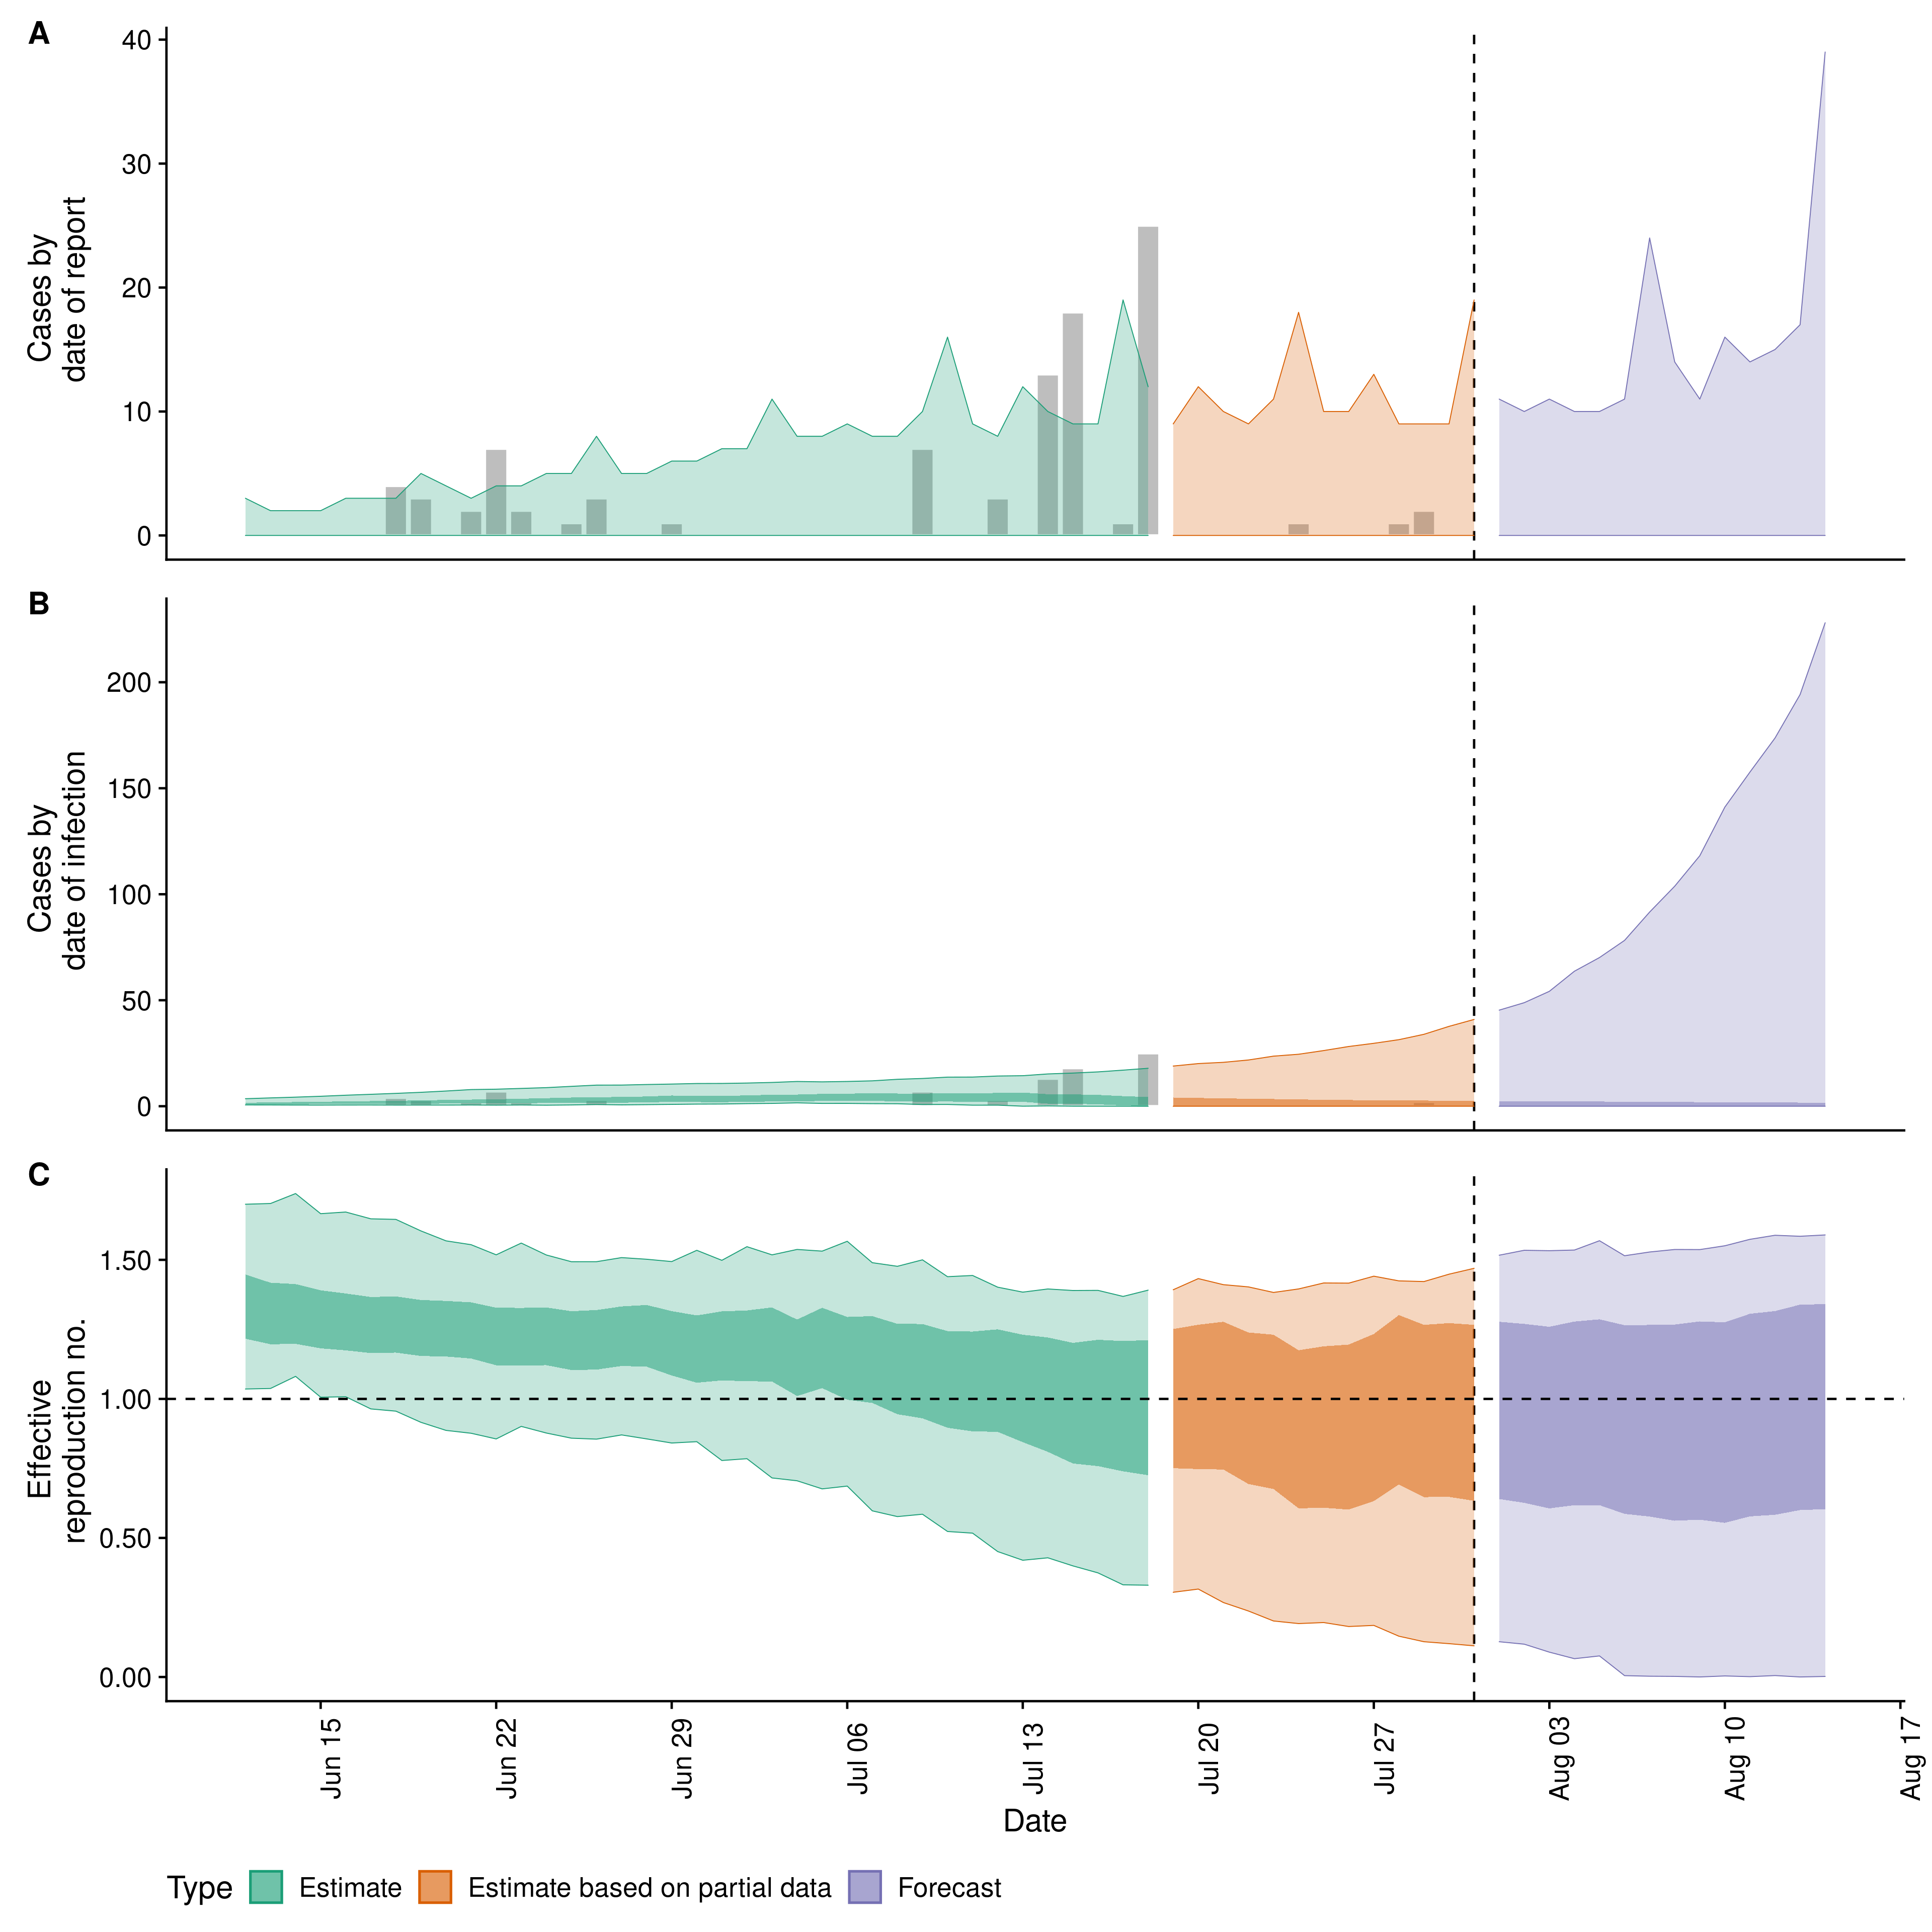 A
Cases by
date of report
40
30
20
10
0
B
Cases by
date of infection
200
150
100
50
0
C
Effective
reproduction no.
1.50
1.00
0.50
0.00
Jun 15
Jun 22
Jun 29
Jul 06
Jul 13
Jul 20
Jul 27
Aug 03
Aug 10
Aug 17
Date
Type Estimate Estimate based on partial data Forecast